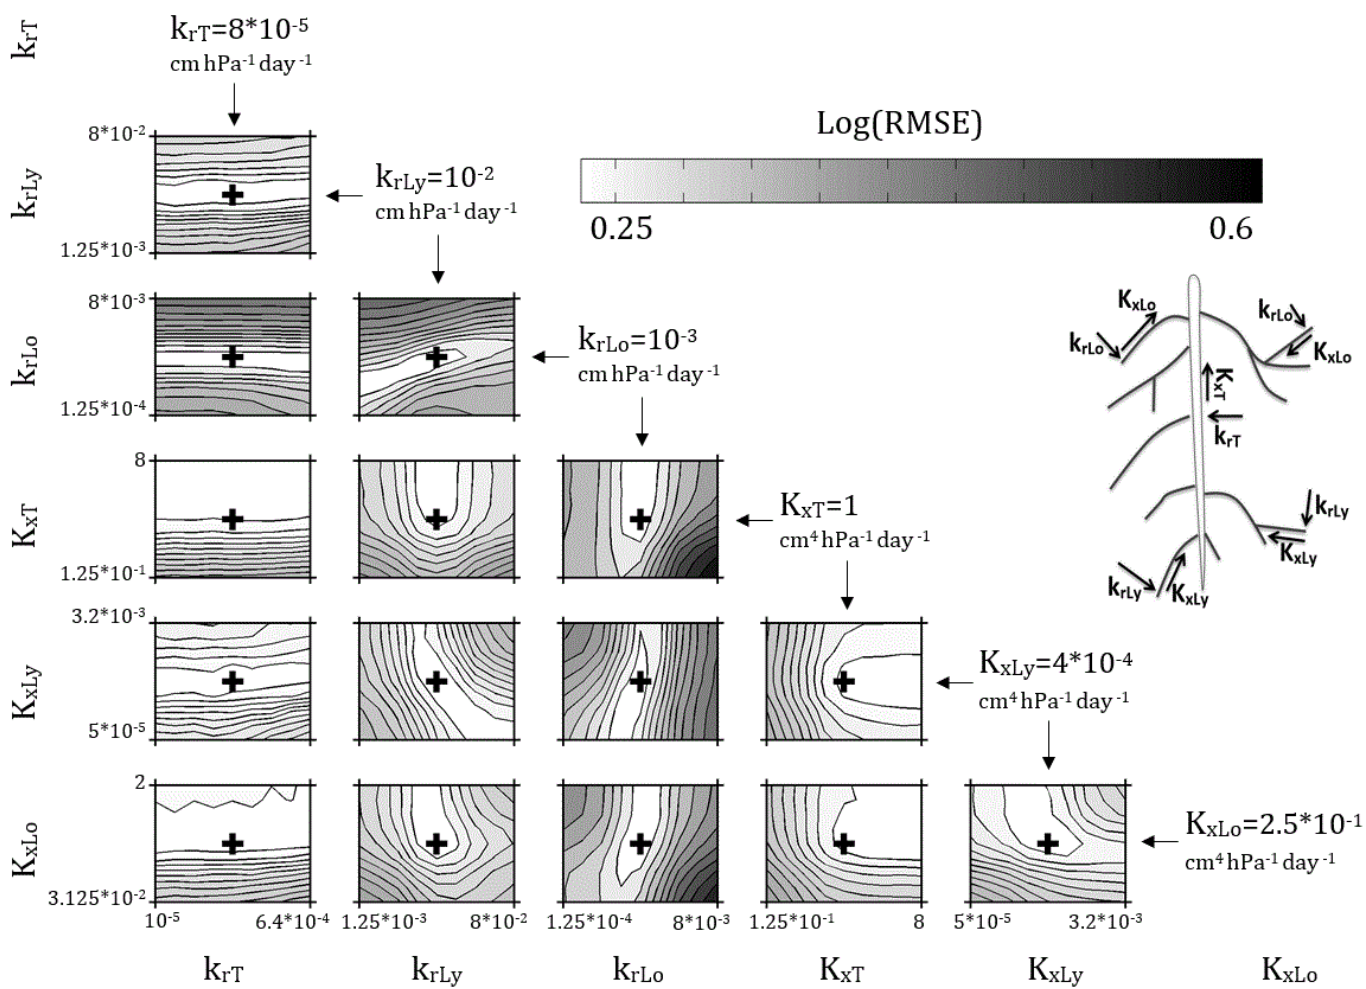 k_rT
k_rT=8*10^-5
cm hPa^-1 day^-1
Log(RMSE)
0.25
0.6
8*10^-2
k_rLy
1.25*10^-3
k_rLy=10^-2
cm hPa^-1 day^-1
8*10^-3
k_rLo
1.25*10^-4
k_rLo=10^-3
cm hPa^-1 day^-1
K_xLo
k_rLo
k_rLo
K_xLo
K_xT
k_rT
k_rLy
K_xLy
k_rLy
K_xLy
8
K_xT
1.25*10^-1
K_xT=1
cm^4 hPa^-1 day^-1
3.2*10^-3
K_xLy
5*10^-5
K_xLy=4*10^-4
cm^4 hPa^-1 day^-1
2
K_xLo
3.125*10^-2
K_xLo=2.5*10^-1
cm^4 hPa^-1 day^-1
10^-5 6.4*10^-4 1.25*10^-3 8*10^-2 1.25*10^-4 8*10^-3 1.25*10^-1 8 5*10^-5 3.2*10^-3
k_rT k_rLy k_rLo K_xT K_xLy K_xLo